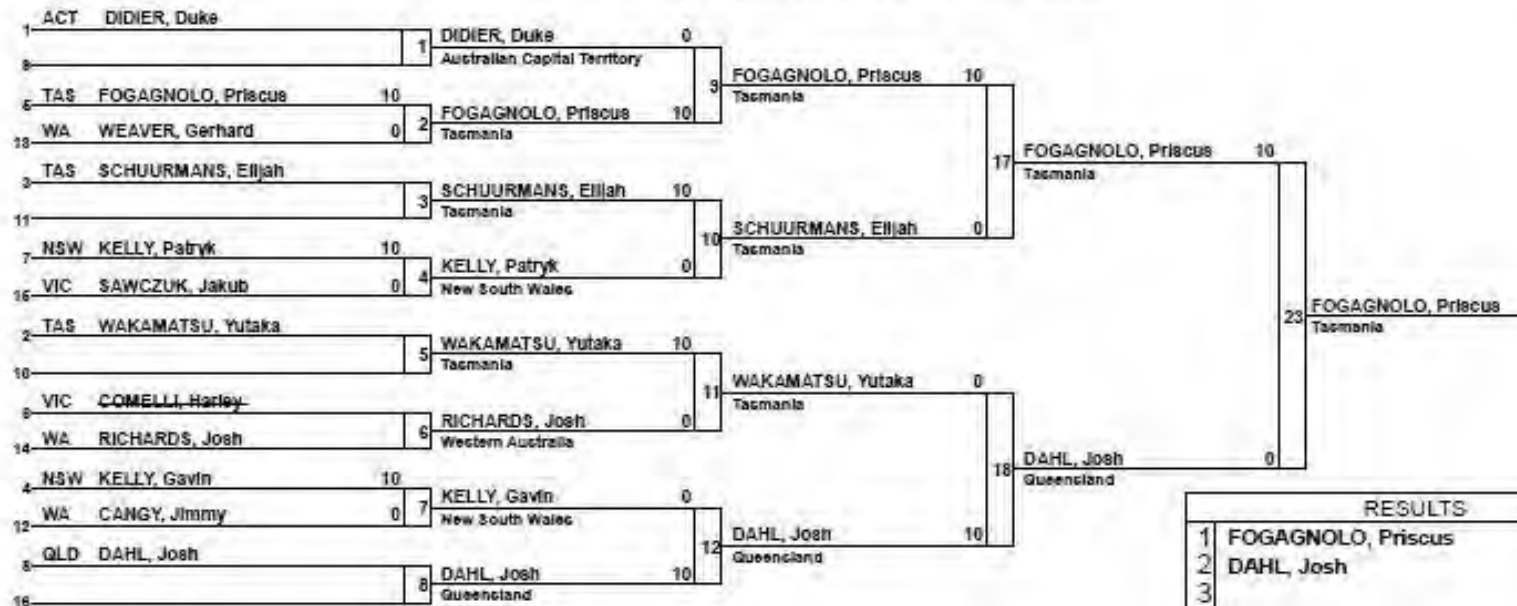 ACT DIDIER, Duke
1
TAS FOGAGNOLO, Priscus 10
WA WEAVER, Gerhard 0
13
TAS SCHUURMANS, Elijah
3
11
NSW KELLY, Patryk 10
7
VIC SAWCZUK, Jakub 0
TAS WAKAMATSU, Yutaka
2
10
VIC COMELLI, Harley
WA RICHARDS, Josh
14
NSW KELLY, Gavin 10
4
WA CANGY, Jimmy 0
12
QLD DAHL, Josh
16
1 DIDIER, Duke 0
Australian Capital Territory
2 FOGAGNOLO, Priscus 10
Tasmania
3 SCHUURMANS, Elijah 10
Tasmania
4 KELLY, Patryk 0
New South Wales
5 WAKAMATSU, Yutaka 10
Tasmania
6 RICHARDS, Josh 0
Western Australia
7 KELLY, Gavin 0
New South Wales
8 DAHL, Josh 10
Queensland
9 FOGAGNOLO, Priscus 10
Tasmania
10 SCHUURMANS, Elijah 0
Tasmania
11 WAKAMATSU, Yutaka 0
Tasmania
12 DAHL, Josh 10
Queensland
17 FOGAGNOLO, Priscus 10
Tasmania
18 DAHL, Josh 0
Queensland
23 FOGAGNOLO, Priscus
Tasmania
RESULTS
1 FOGAGNOLO, Priscus
2 DAHL, Josh
3